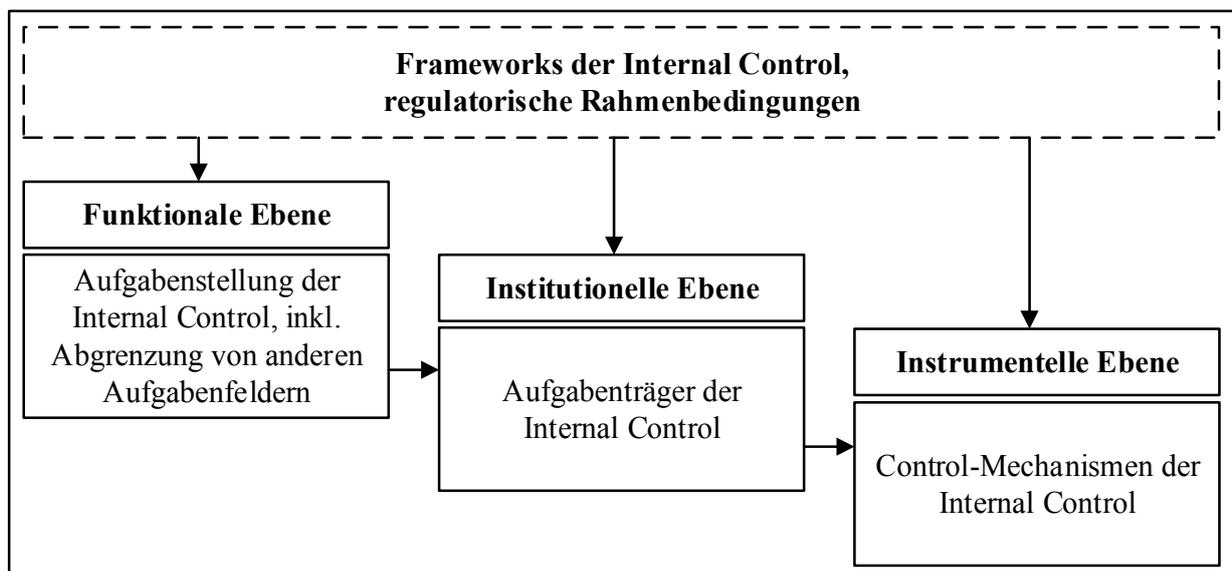 Frameworks der Internal Control,
regulatorische Rahmenbedingungen
Funktionale Ebene
Aufgabenstellung der
Internal Control, inkl.
Abgrenzung von anderen
Aufgabenfeldern
Institutionelle Ebene
Aufgabenträger der
Internal Control
Instrumentelle Ebene
Control-Mechanismen der
Internal Control